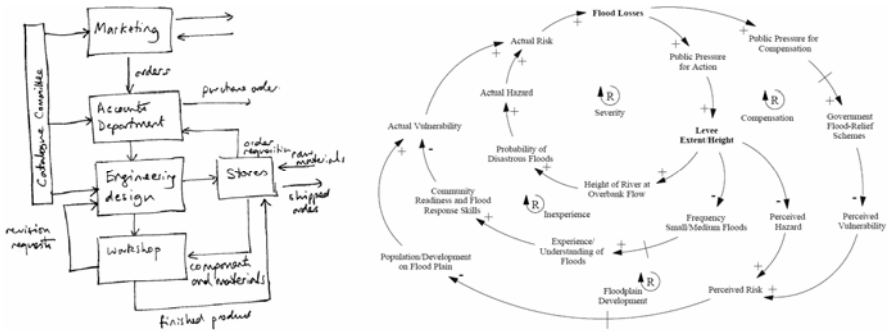 Marketing
orders
purchase order
Catalogue Committee
Accounts
Department
order
requisition
raw
materials
Engineering
design
Stores
shipped
orders
revision
requests
workshop
components
and materials
finished product
Flood Losses
Actual Risk
+
+
+
Public Pressure
for Action
+
Public Pressure for
Compensation
+
Actual Hazard
+
R
Severity
R
Compensation
+
Government
Flood-Relief
Schemes
+
Actual Vulnerability
+
-
Levee
Extent/Height
+
Probability of
Disastrous Floods
+
Height of River at
Overbank Flow
+
Community
Readiness and Flood
Response Skills
+
R
Inexperience
Frequency
Small/Medium Floods
-
Perceived
Hazard
-
Perceived
Vulnerability
-
Experience/
Understanding of
Floods
+
Population/Development
on Flood Plain
-
Floodplain
Development
R
Perceived Risk
+
+